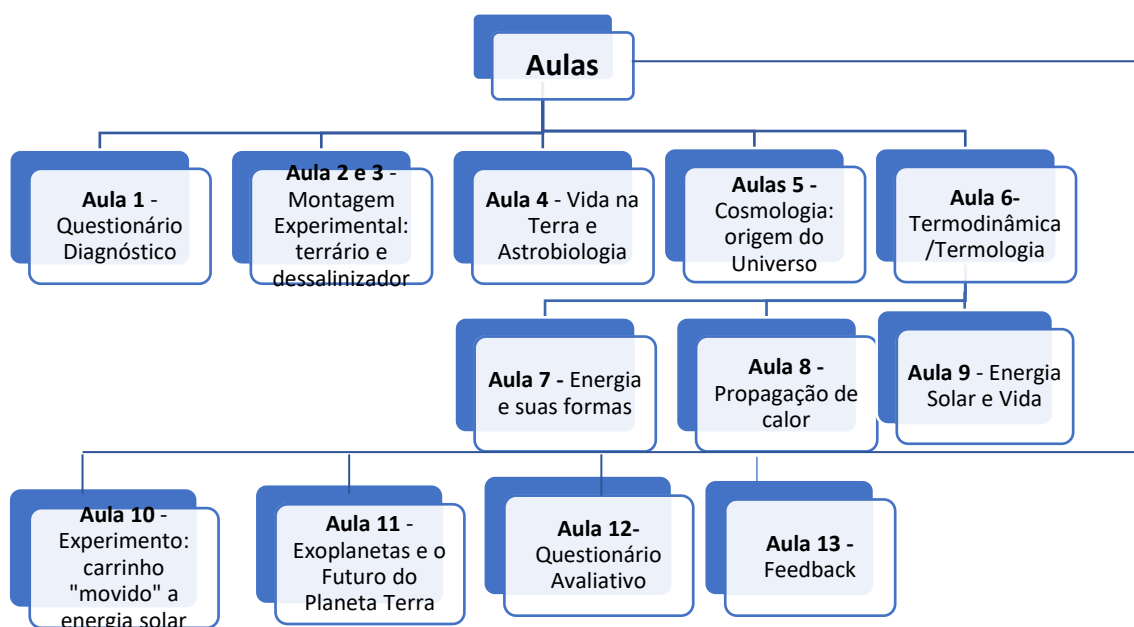 Aulas
Aula 1 -
Questionário
Diagnóstico
Aula 2 e 3 -
Montagem
Experimental:
terrário e
dessalinizador
Aula 4 - Vida na
Terra e
Astrobiologia
Aulas 5 -
Cosmologia:
origem do
Universo
Aula 6-
Termodinâmica
/Termologia
Aula 7 - Energia
e suas formas
Aula 8 -
Propagação de
calor
Aula 9 - Energia
Solar e Vida
Aula 10 -
Experimento:
carrinho
"movido" a
energia solar
Aula 11 -
Exoplanetas e o
Futuro do
Planeta Terra
Aula 12-
Questionário
Avaliativo
Aula 13 -
Feedback